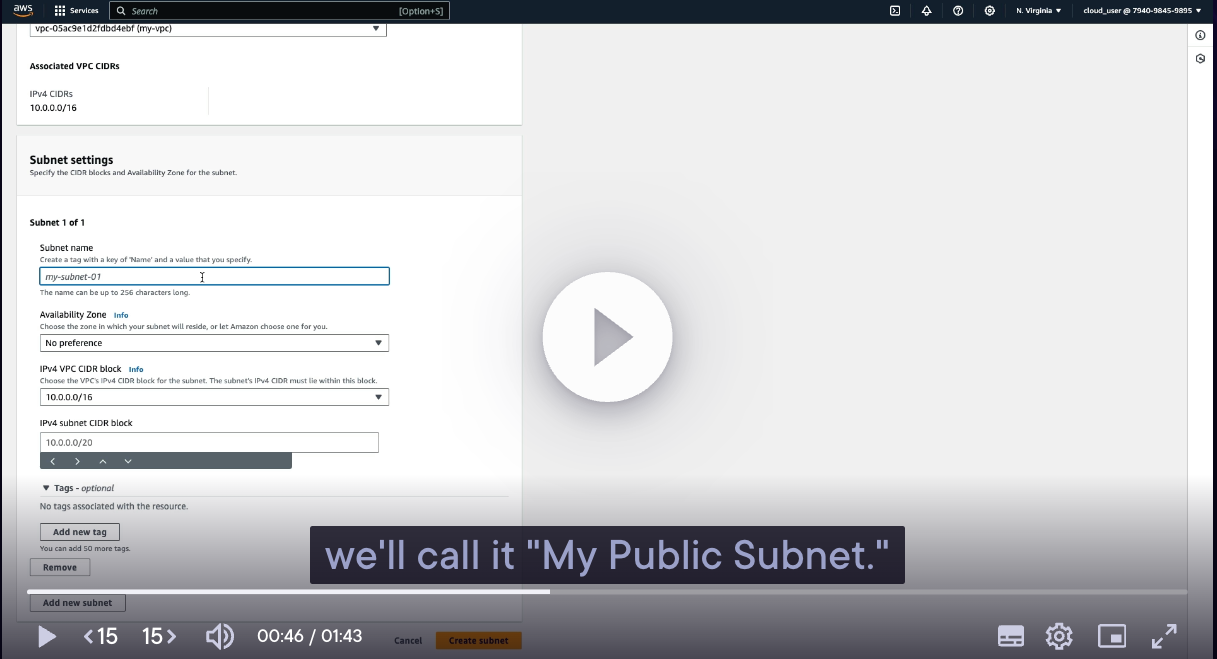 aws Services Search [Option+S] N. Virginia cloud_user @ 7940-9845-9895
vpc-05ac9e1d2fdbd4ebf (my-vpc)
Associated VPC CIDRs
IPv4 CIDRs
10.0.0.0/16
Subnet settings
Specify the CIDR blocks and Availability Zone for the subnet.
Subnet 1 of 1
Subnet name
Create a tag with a key of 'Name' and a value that you specify.
my-subnet-01
The name can be up to 256 characters long.
Availability Zone Info
Choose the zone in which your subnet will reside, or let Amazon choose one for you.
No preference
IPv4 VPC CIDR block Info
Choose the VPC's IPv4 CIDR block for the subnet. The subnet's IPv4 CIDR must lie within this block.
10.0.0.0/16
IPv4 subnet CIDR block
10.0.0.0/20
Tags - optional
No tags associated with the resource.
Add new tag
You can add 50 more tags.
Remove
we'll call it "My Public Subnet."
Add new subnet
15 15 00:46 / 01:43 Cancel Create subnet